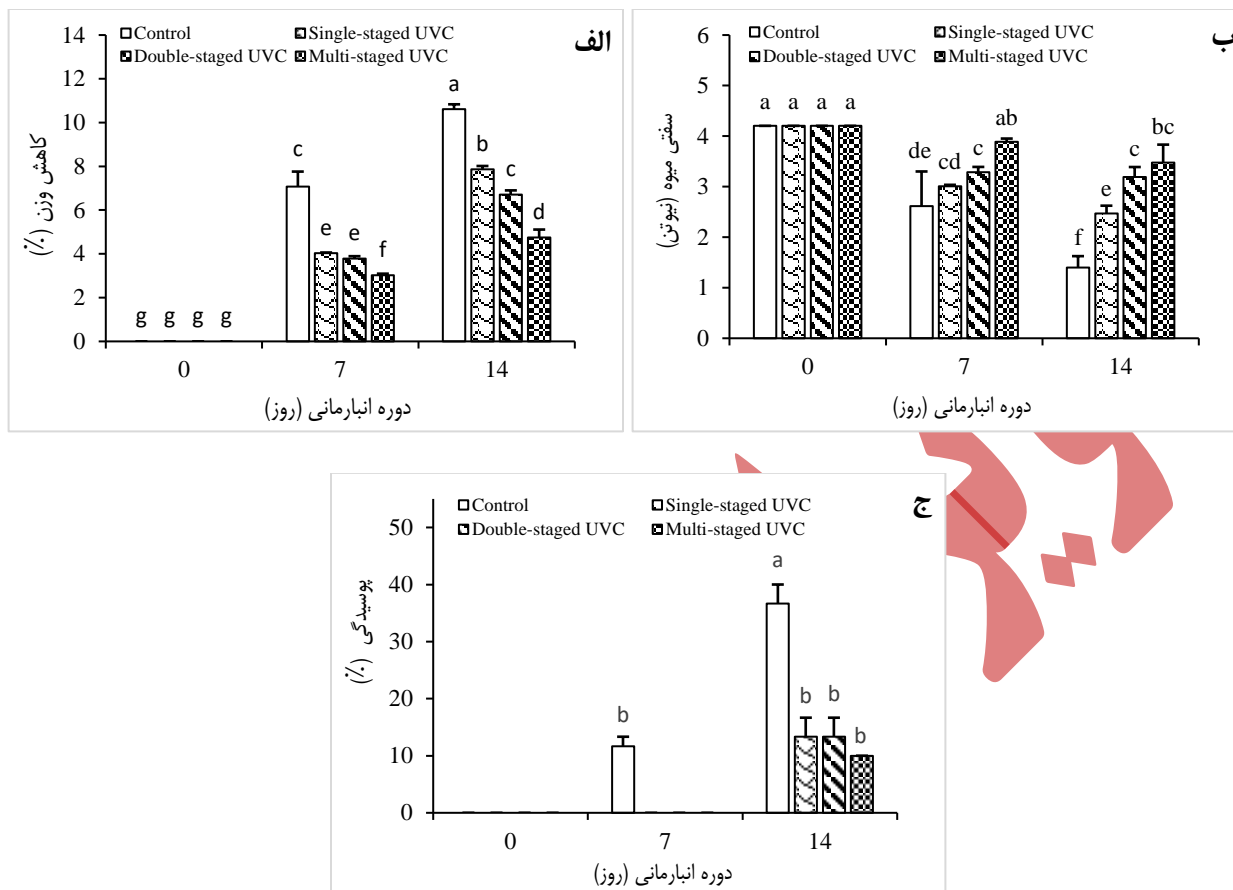 الف
Control Single-staged UVC
Double-staged UVC Multi-staged UVC
کاهش وزن (٪)
14
12
10
8
6
4
2
0
g g g g
c e e f
a b c d
0 7 14
دوره انبارمانی (روز)
ب
Control Single-staged UVC
Double-staged UVC Multi-staged UVC
سفتی میوه (نیوتن)
6
5
4
3
2
1
0
a a a a
de cd c ab
f e c bc
0 7 14
دوره انبارمانی (روز)
ج
Control Single-staged UVC
Double-staged UVC Multi-staged UVC
پوسیدگی (٪)
50
40
30
20
10
0
b
a b b b
0 7 14
دوره انبارمانی (روز)